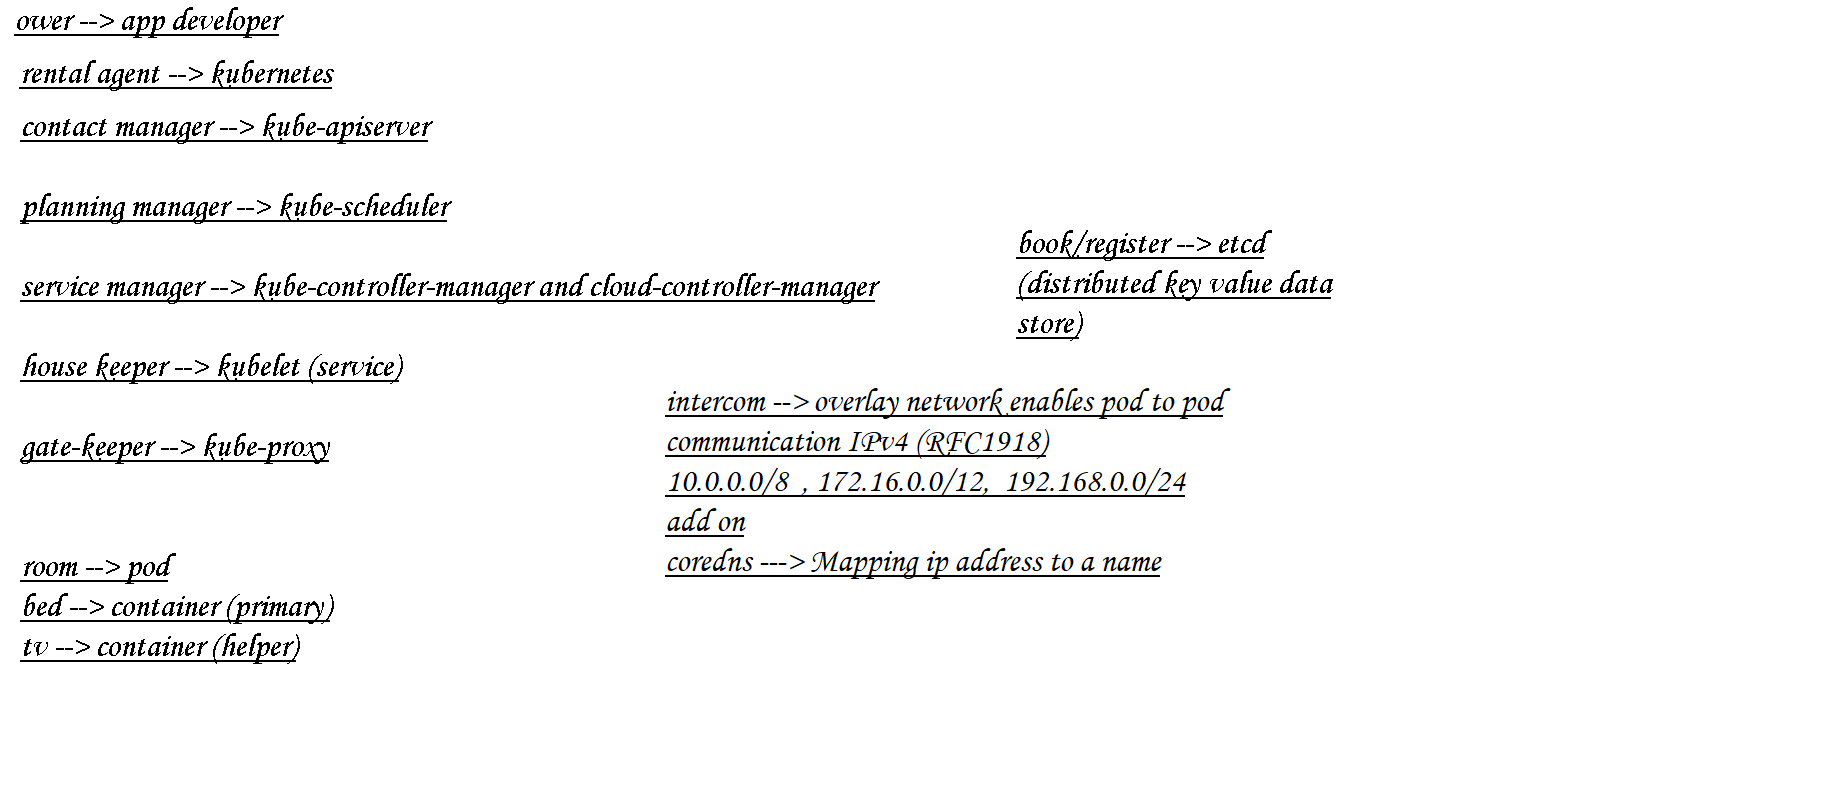 ower --> app developer
rental agent --> kubernetes
contact manager --> kube-apiserver
planning manager --> kube-scheduler
service manager --> kube-controller-manager and cloud-controller-manager
house keeper --> kubelet (service)
gate-keeper --> kube-proxy
room --> pod
bed --> container (primary)
tv --> container (helper)
book/register --> etcd
(distributed key value data
store)
intercom --> overlay network enables pod to pod
communication IPv4 (RFC1918)
10.0.0.0/8  , 172.16.0.0/12,  192.168.0.0/24
add on
coredns ---> Mapping ip address to a name